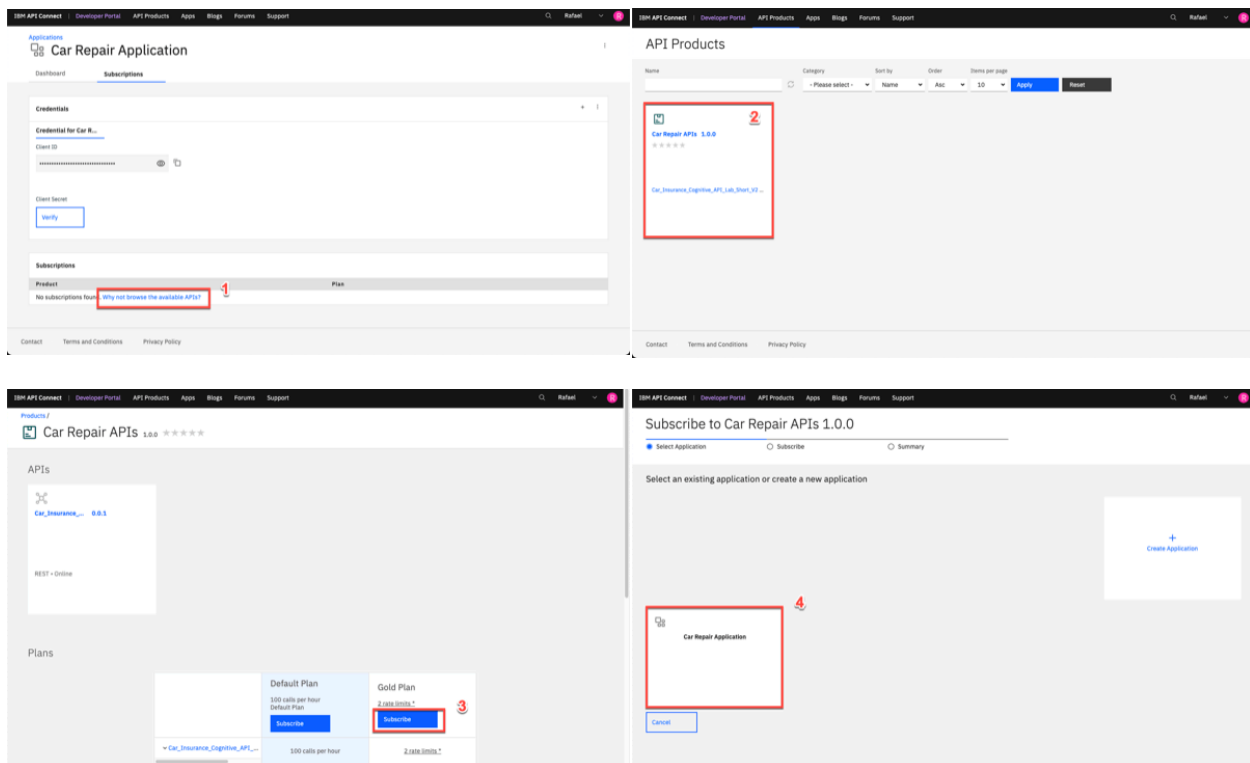 IBM API Connect | Developer Portal API Products Apps Blogs Forums Support Rafael R
Applications
Car Repair Application
Dashboard Subscriptions
Credentials
Credential for Car R...
Client ID
Client Secret
Verify
Subscriptions
Product Plan
No subscriptions found. Why not browse the available APIs?
1
Contact Terms and Conditions Privacy Policy
IBM API Connect | Developer Portal API Products Apps Blogs Forums Support Rafael R
API Products
Name Category Sort by Order Items per page
- Please select - Name Asc 10 Apply Reset
2
Car Repair APIs 1.0.0
Car_Insurance_Cognitive_API_Lab_Short_V2 ...
Contact Terms and Conditions Privacy Policy
IBM API Connect | Developer Portal API Products Apps Blogs Forums Support Rafael R
Products /
Car Repair APIs 1.0.0
APIs
Car_Insurance_... 0.0.1
REST • Online
Plans
Default Plan
100 calls per hour
Default Plan
Subscribe
Gold Plan
2 rate limits *
Subscribe
3
Car_Insurance_Cognitive_API_... 100 calls per hour 2 rate limits *
IBM API Connect | Developer Portal API Products Apps Blogs Forums Support Rafael R
Subscribe to Car Repair APIs 1.0.0
Select Application Subscribe Summary
Select an existing application or create a new application
+
Create Application
4
Car Repair Application
Cancel